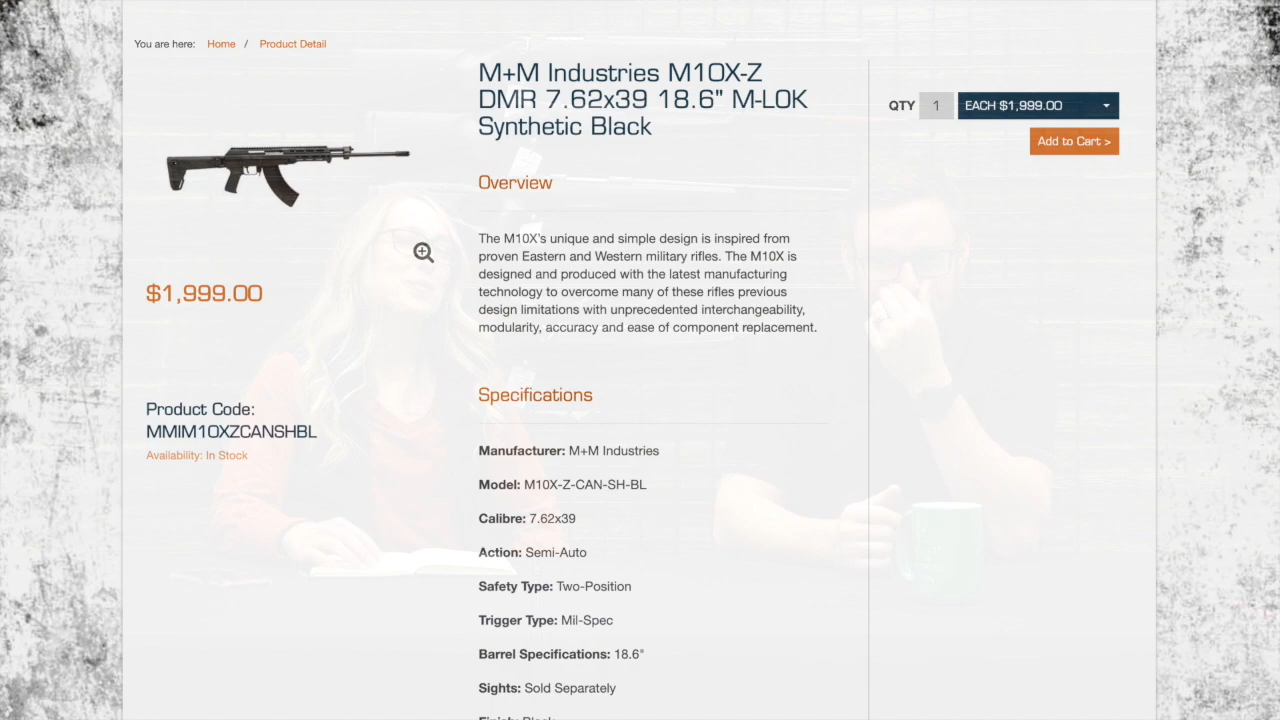 You are here: Home / Product Detail
M+M Industries M10X-Z
DMR 7.62x39 18.6" M-LOK
Synthetic Black
QTY 1 EACH $1,999.00
Add to Cart >
Overview
The M10X's unique and simple design is inspired from
proven Eastern and Western military rifles. The M10X is
designed and produced with the latest manufacturing
technology to overcome many of these rifles previous
design limitations with unprecedented interchangeability,
modularity, accuracy and ease of component replacement.
$1,999.00
Product Code:
MMIM10XZCANSHBL
Availability: In Stock
Specifications
Manufacturer: M+M Industries
Model: M10X-Z-CAN-SH-BL
Calibre: 7.62x39
Action: Semi-Auto
Safety Type: Two-Position
Trigger Type: Mil-Spec
Barrel Specifications: 18.6"
Sights: Sold Separately